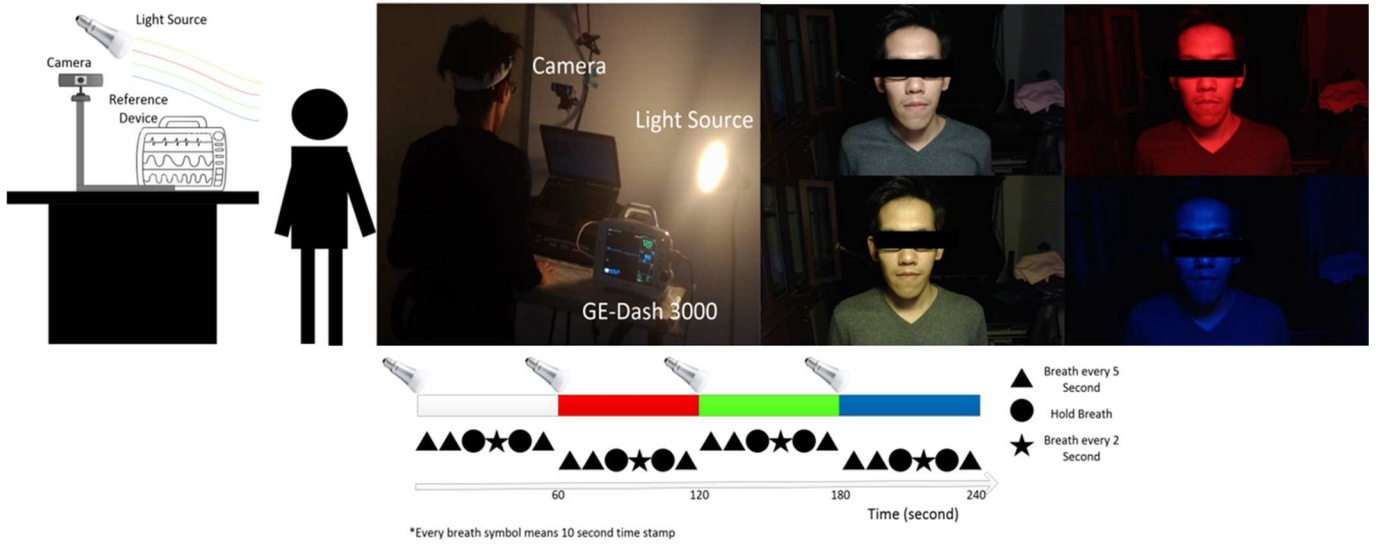 Light Source
Camera
Reference
Device
Camera
Light Source
GE-Dash 3000
Breath every 5
Second
Hold Breath
Breath every 2
Second
60
120
180
240
Time (second)
*Every breath symbol means 10 second time stamp